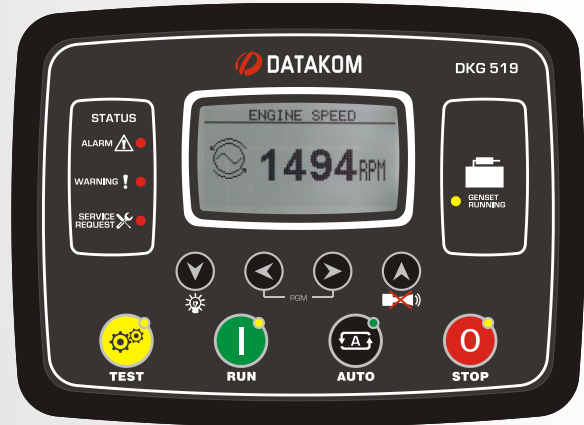 DATAKOM
DKG 519
STATUS
ALARM
WARNING
SERVICE
REQUEST
ENGINE SPEED
1494RPM
GENSET
RUNNING
PGM
TEST
RUN
AUTO
STOP